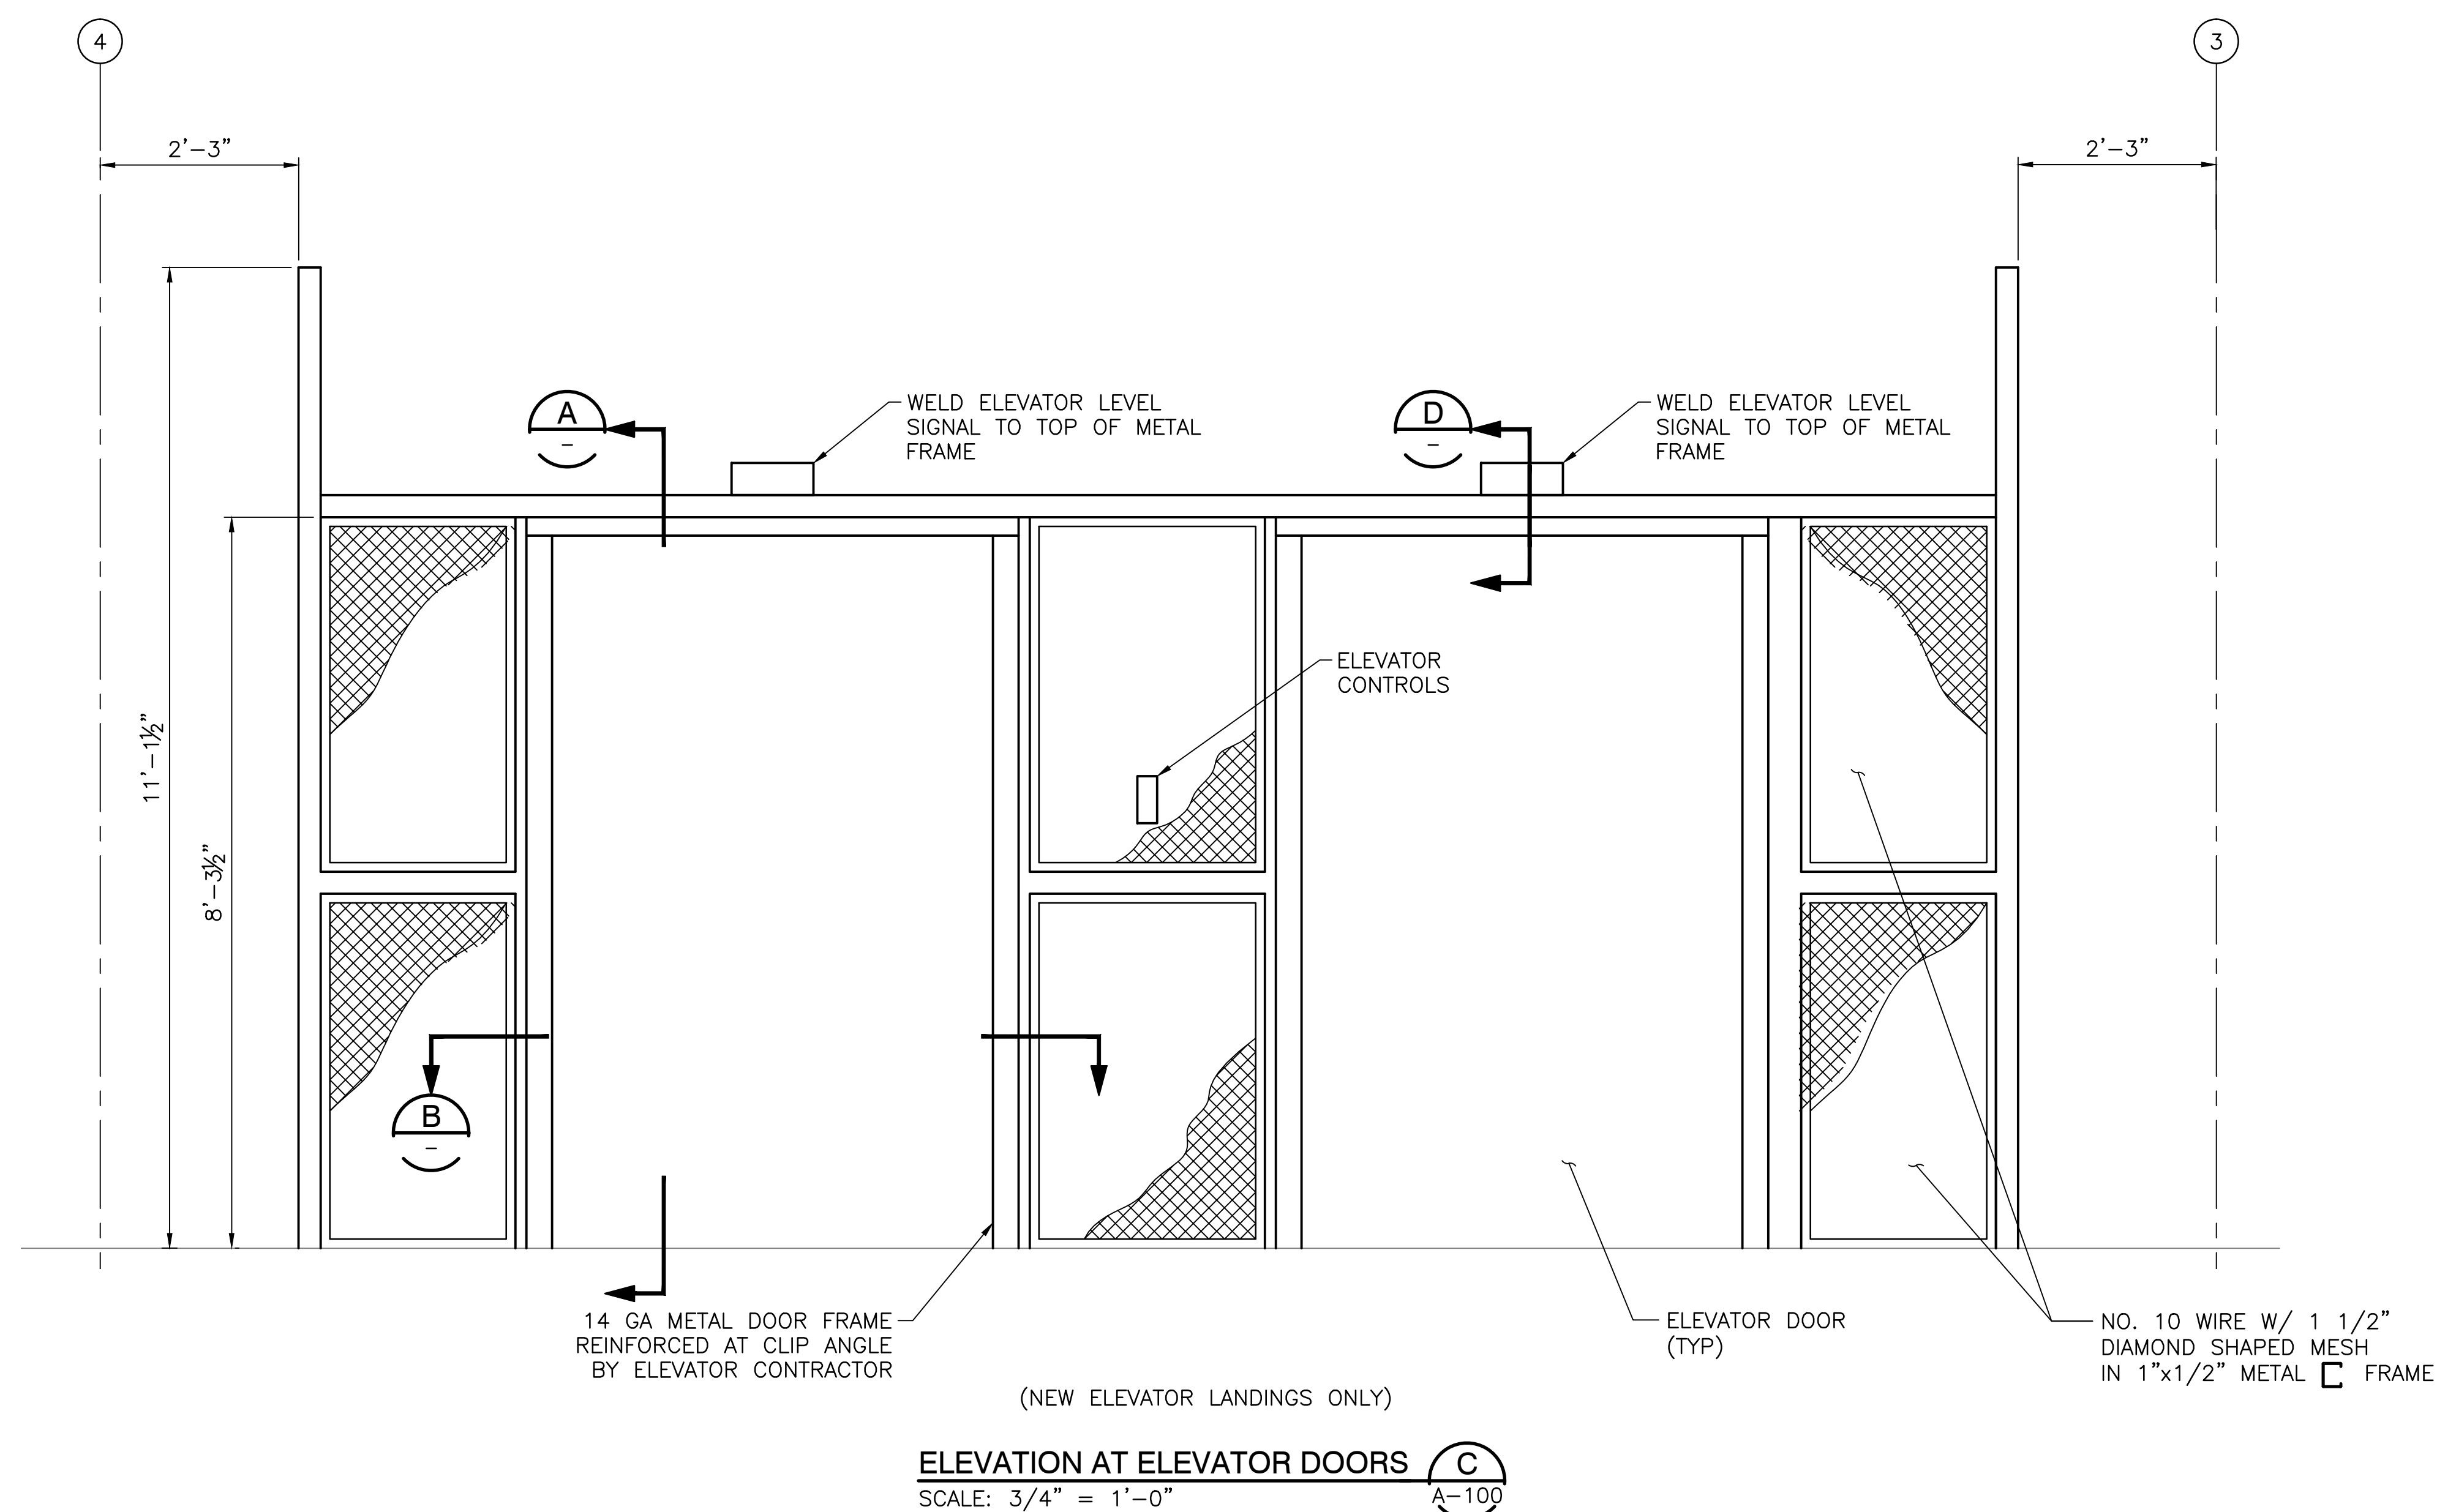 4
3
2'-3"
2'-3"
A
-
WELD ELEVATOR LEVEL
SIGNAL TO TOP OF METAL
FRAME
D
-
WELD ELEVATOR LEVEL
SIGNAL TO TOP OF METAL
FRAME
ELEVATOR
CONTROLS
11'-1½"
8'-3½"
B
-
14 GA METAL DOOR FRAME
REINFORCED AT CLIP ANGLE
BY ELEVATOR CONTRACTOR
ELEVATOR DOOR
(TYP)
NO. 10 WIRE W/ 1 1/2"
DIAMOND SHAPED MESH
IN 1"x1/2" METAL FRAME
(NEW ELEVATOR LANDINGS ONLY)
ELEVATION AT ELEVATOR DOORS
C
SCALE: 3/4" = 1'-0"
A-100